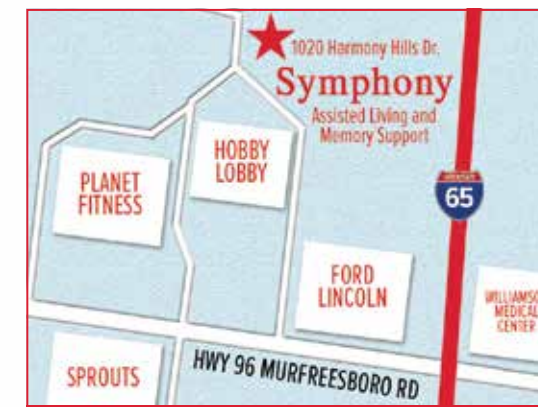 1020 Harmony Hills Dr.
Symphony
Assisted Living and
Memory Support
HOBBY
LOBBY
PLANET
FITNESS
INTERSTATE
65
FORD
LINCOLN
MEDICAL
CENTER
HWY 96 MURFREESBORO RD
SPROUTS